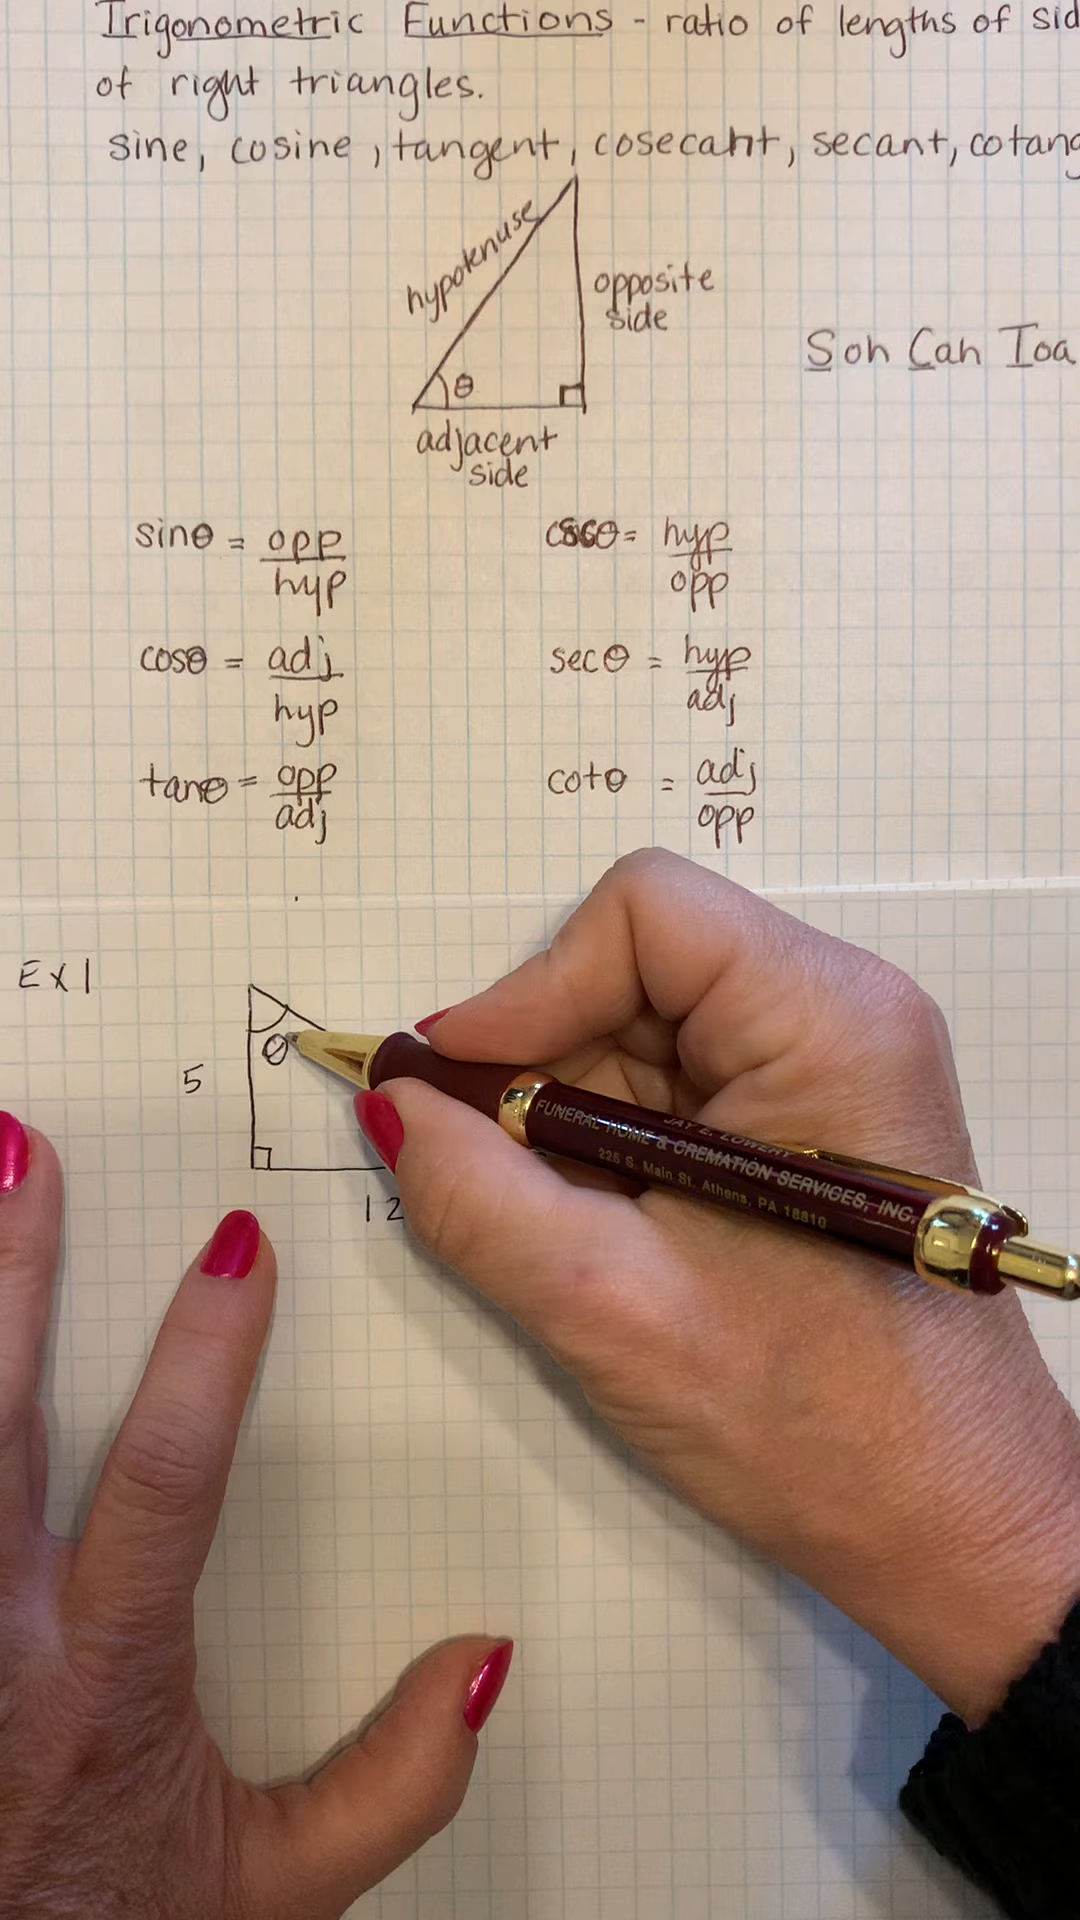 Trigonometric Functions - ratio of lengths of sid
of right triangles.
sine, cosine, tangent, cosecant, secant, cotang
hypotenuse
opposite
side
Soh Cah Toa
θ
adjacent
side
sinθ = opp/hyp
cscθ = hyp/opp
cosθ = adj/hyp
secθ = hyp/adj
tanθ = opp/adj
cotθ = adj/opp
EX 1
θ
5
12
JAY E. LOWERY
FUNERAL HOME & CREMATION SERVICES, INC.
225 S. Main St. Athens, PA 18810